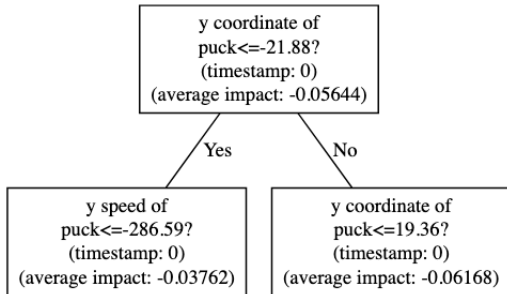 y coordinate of
puck<=-21.88?
(timestamp: 0)
(average impact: -0.05644)
Yes
No
y speed of
puck<=-286.59?
(timestamp: 0)
(average impact: -0.03762)
y coordinate of
puck<=19.36?
(timestamp: 0)
(average impact: -0.06168)